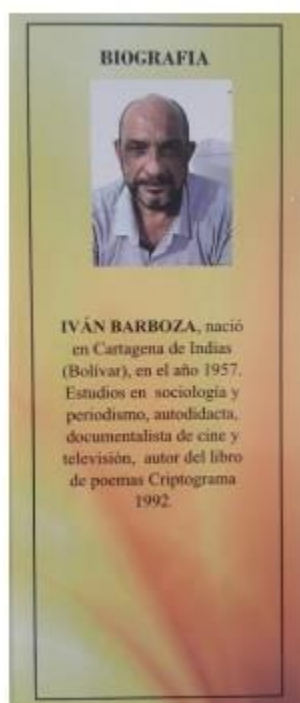 BIOGRAFIA
IVÁN BARBOZA, nació
en Cartagena de Indias
(Bolívar), en el año 1957.
Estudios en sociología y
periodismo, autodidacta,
documentalista de cine y
televisión, autor del libro
de poemas Criptograma
1992.